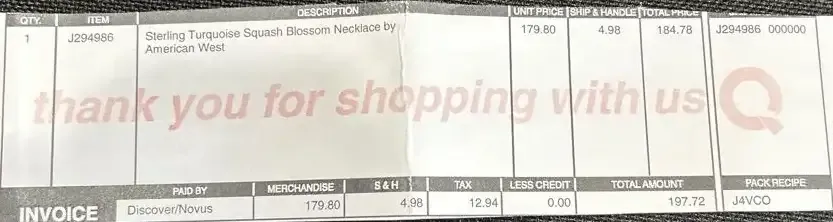 QTY. ITEM DESCRIPTION UNIT PRICE SHIP & HANDLE TOTAL PRICE
1 J294986 Sterling Turquoise Squash Blossom Necklace by 179.80 4.98 184.78 J294986 000000
American West
thank you for shopping with us Q
PAID BY MERCHANDISE S & H TAX LESS CREDIT TOTAL AMOUNT PACK RECIPE
INVOICE Discover/Novus 179.80 4.98 12.94 0.00 197.72 J4VCO